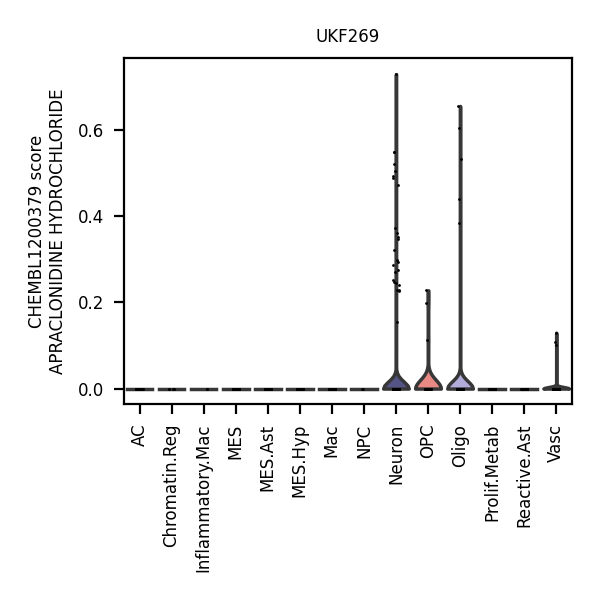 UKF269
CHEMBL1200379 score
APRACLONIDINE HYDROCHLORIDE
0.6
0.4
0.2
0.0
AC
Chromatin.Reg
Inflammatory.Mac
MES
MES.Ast
MES.Hyp
Mac
NPC
Neuron
OPC
Oligo
Prolif.Metab
Reactive.Ast
Vasc